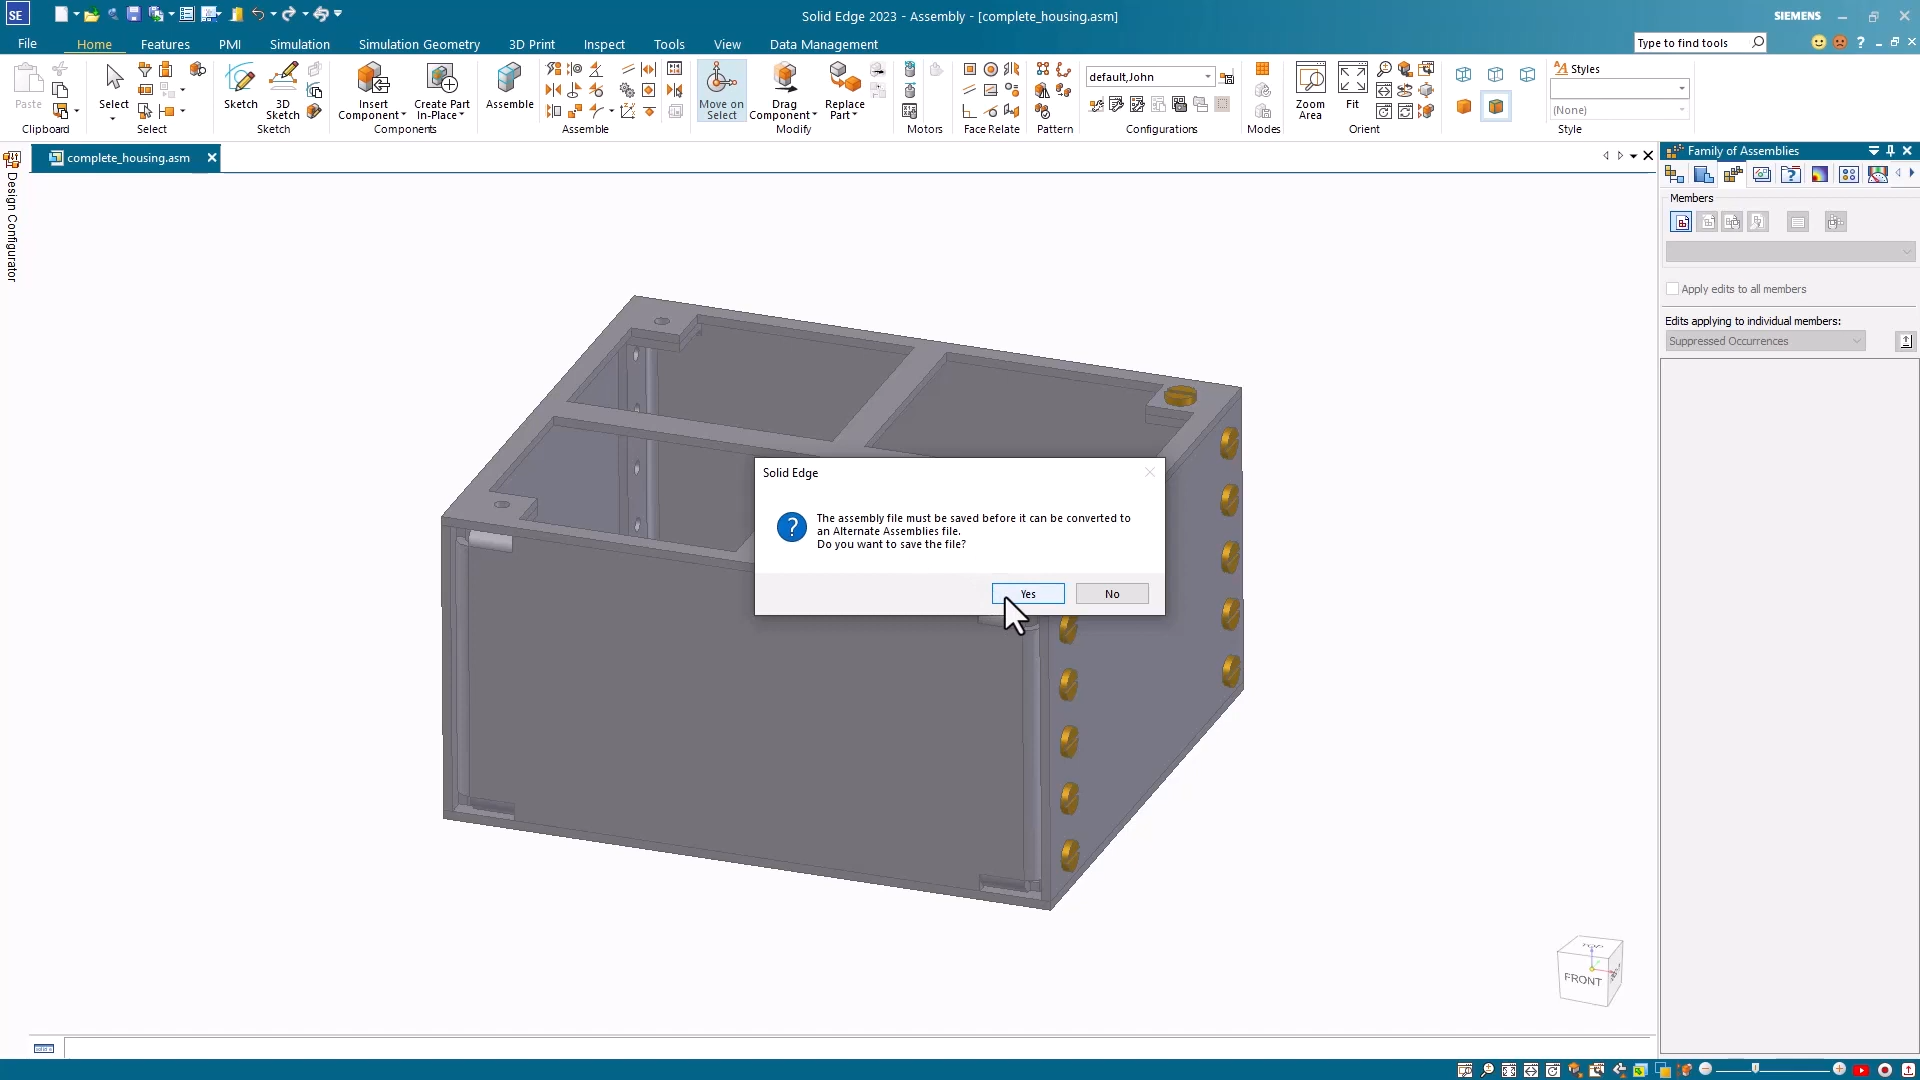 SE
Solid Edge 2023 - Assembly - [complete_housing.asm]
SIEMENS
File
Home
Features
PMI
Simulation
Simulation Geometry
3D Print
Inspect
Tools
View
Data Management
Type to find tools
Paste
Clipboard
Select
Select
Sketch
3D
Sketch
Sketch
Insert
Component
Create Part
In-Place
Components
Assemble
Assemble
Move on
Select
Drag
Component
Replace
Part
Modify
Motors
Face Relate
Pattern
default,John
Configurations
Modes
Zoom
Area
Fit
Orient
Styles
(None)
Style
Design Configurator
complete_housing.asm
Family of Assemblies
Members
Apply edits to all members
Edits applying to individual members:
Suppressed Occurrences
Solid Edge
The assembly file must be saved before it can be converted to
an Alternate Assemblies file.
Do you want to save the file?
Yes
No
TOP
FRONT